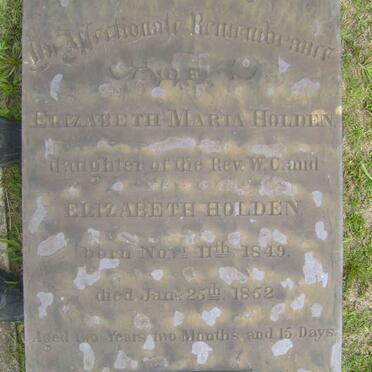 In Affectionate Remembrance
OF
ELIZABETH MARIA HOLDEN
daughter of the Rev. W.C. and
ELIZABETH HOLDEN
born Novr. 11th 1849.
died Jany. 25th. 1852.
Aged two Years two Months and 15 Days.